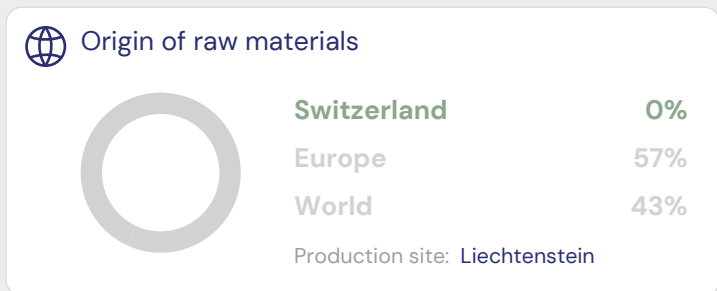 Origin of raw materials
Switzerland 0%
Europe 57%
World 43%
Production site: Liechtenstein